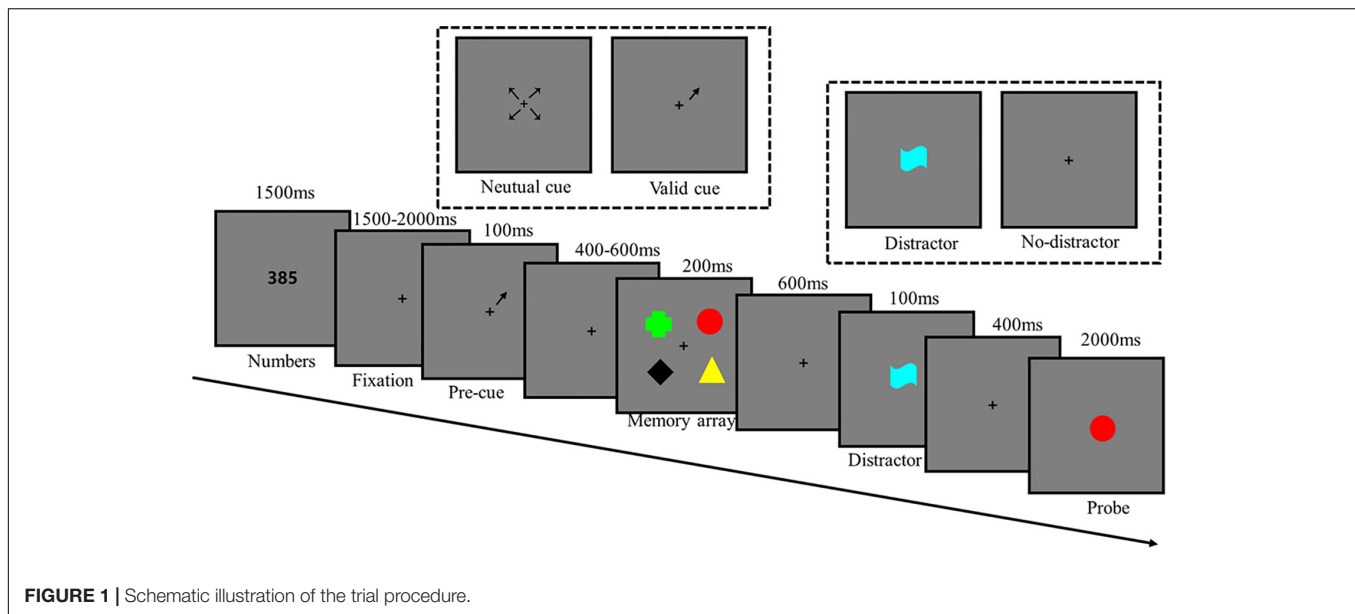 Neutual cue
Valid cue
Distractor
No-distractor
1500ms
385
Numbers
1500-2000ms
Fixation
100ms
Pre-cue
400-600ms
200ms
Memory array
600ms
100ms
Distractor
400ms
2000ms
Probe
FIGURE 1 | Schematic illustration of the trial procedure.